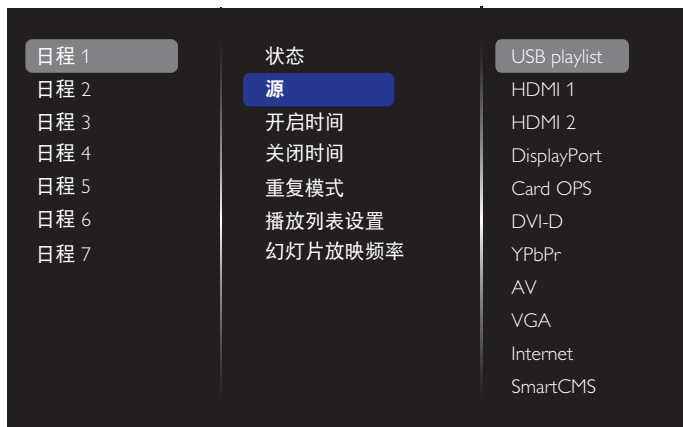 日程 1
日程 2
日程 3
日程 4
日程 5
日程 6
日程 7
状态
源
开启时间
关闭时间
重复模式
播放列表设置
幻灯片放映频率
USB playlist
HDMI 1
HDMI 2
DisplayPort
Card OPS
DVI-D
YPbPr
AV
VGA
Internet
SmartCMS